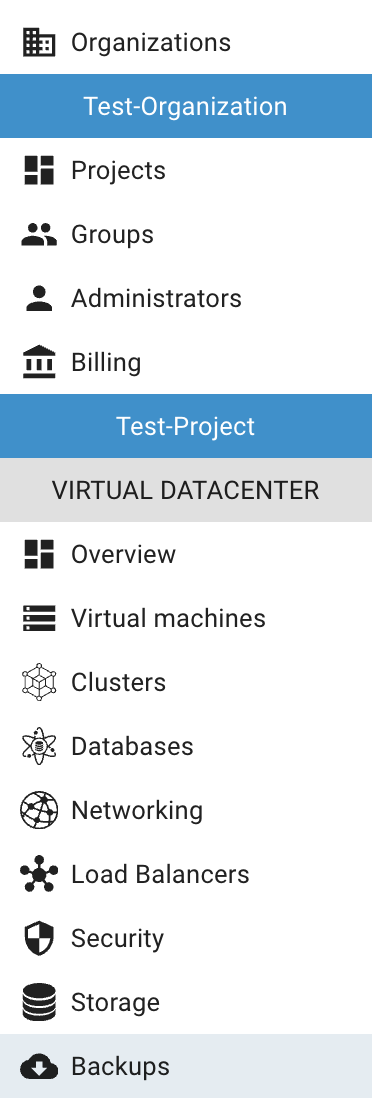 Organizations
Test-Organization
Projects
Groups
Administrators
Billing
Test-Project
VIRTUAL DATACENTER
Overview
Virtual machines
Clusters
Databases
Networking
Load Balancers
Security
Storage
Backups